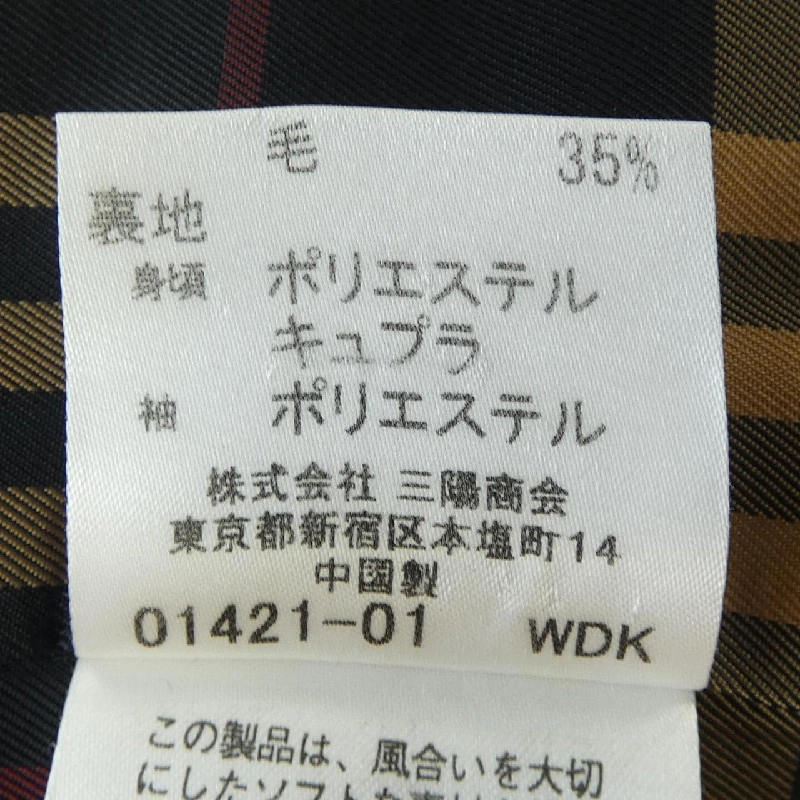 毛 35%
裏地
身頃 ポリエステル
キュプラ
袖 ポリエステル
株式会社 三陽商会
東京都新宿区本塩町14
中国製
01421-01 WDK
この製品は、風合いを大切
にしたソフトな素材